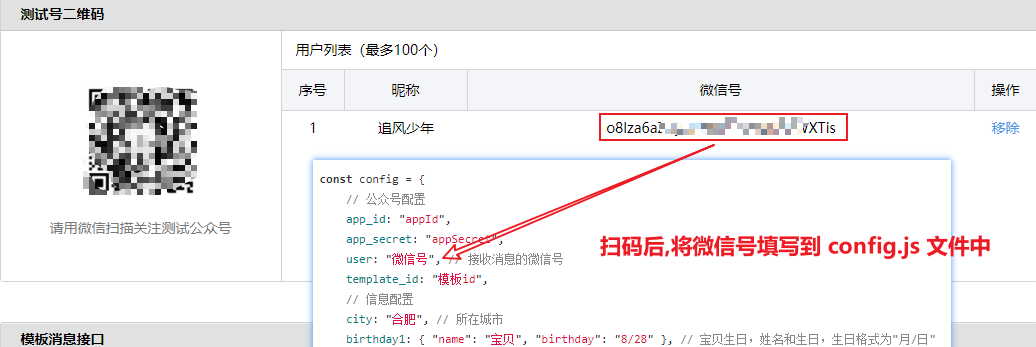 测试号二维码
用户列表（最多100个）
序号 昵称 微信号 操作
1 追风少年 移除
请用微信扫描关注测试公众号
const config = {
// 公众号配置
app_id: "appId",
app_secret: "appSecret",
user: "微信号", // 接收消息的微信号
template_id: "模板id",
// 信息配置
city: "合肥", // 所在城市
birthday1: { "name": "宝贝", "birthday": "8/28" }, // 宝贝生日，姓名和生日，生日格式为"月/日"
扫码后,将微信号填写到 config.js 文件中
模板消息接口